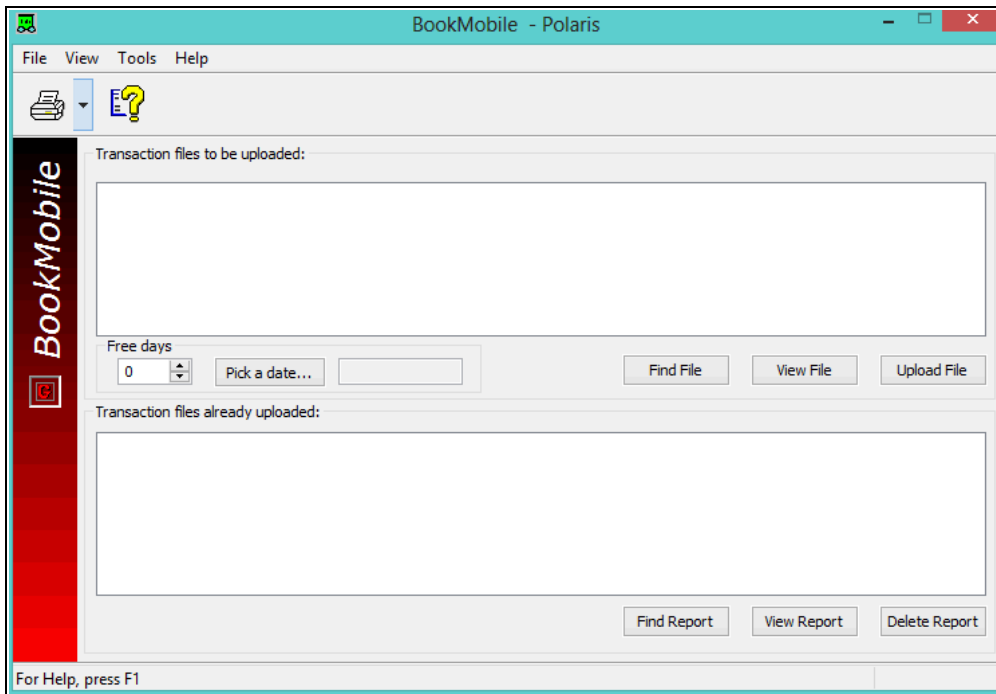 BookMobile - Polaris
File View Tools Help
BookMobile
G
Transaction files to be uploaded:
Free days
0
Pick a date...
Find File View File Upload File
Transaction files already uploaded:
Find Report View Report Delete Report
For Help, press F1